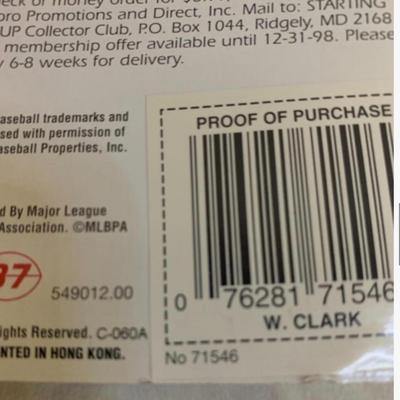 pro Promotions and Direct, Inc. Mail to: STARTING
UP Collector Club, P.O. Box 1044, Ridgely, MD 2168
membership offer available until 12-31-98. Please
6-8 weeks for delivery.
aseball trademarks and
sed with permission of
aseball Properties, Inc.
d By Major League
Association. ©MLBPA
549012.00
ights Reserved. C-060A
NTED IN HONG KONG.
PROOF OF PURCHASE
0 76281 71546
W. CLARK
No 71546